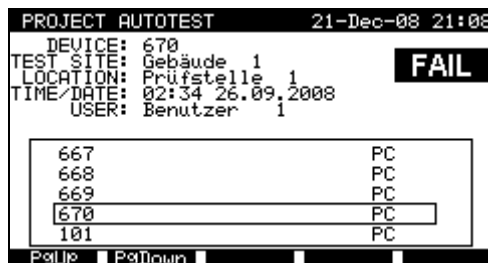 PROJECT AUTOTEST 21-Dec-08 21:08
DEVICE: 670
TEST SITE: Gebäude 1
LOCATION: Prüfstelle 1
TIME/DATE: 02:34 26.09.2008
USER: Benutzer 1
FAIL
667 PC
668 PC
669 PC
670 PC
101 PC
PgUp PgDown